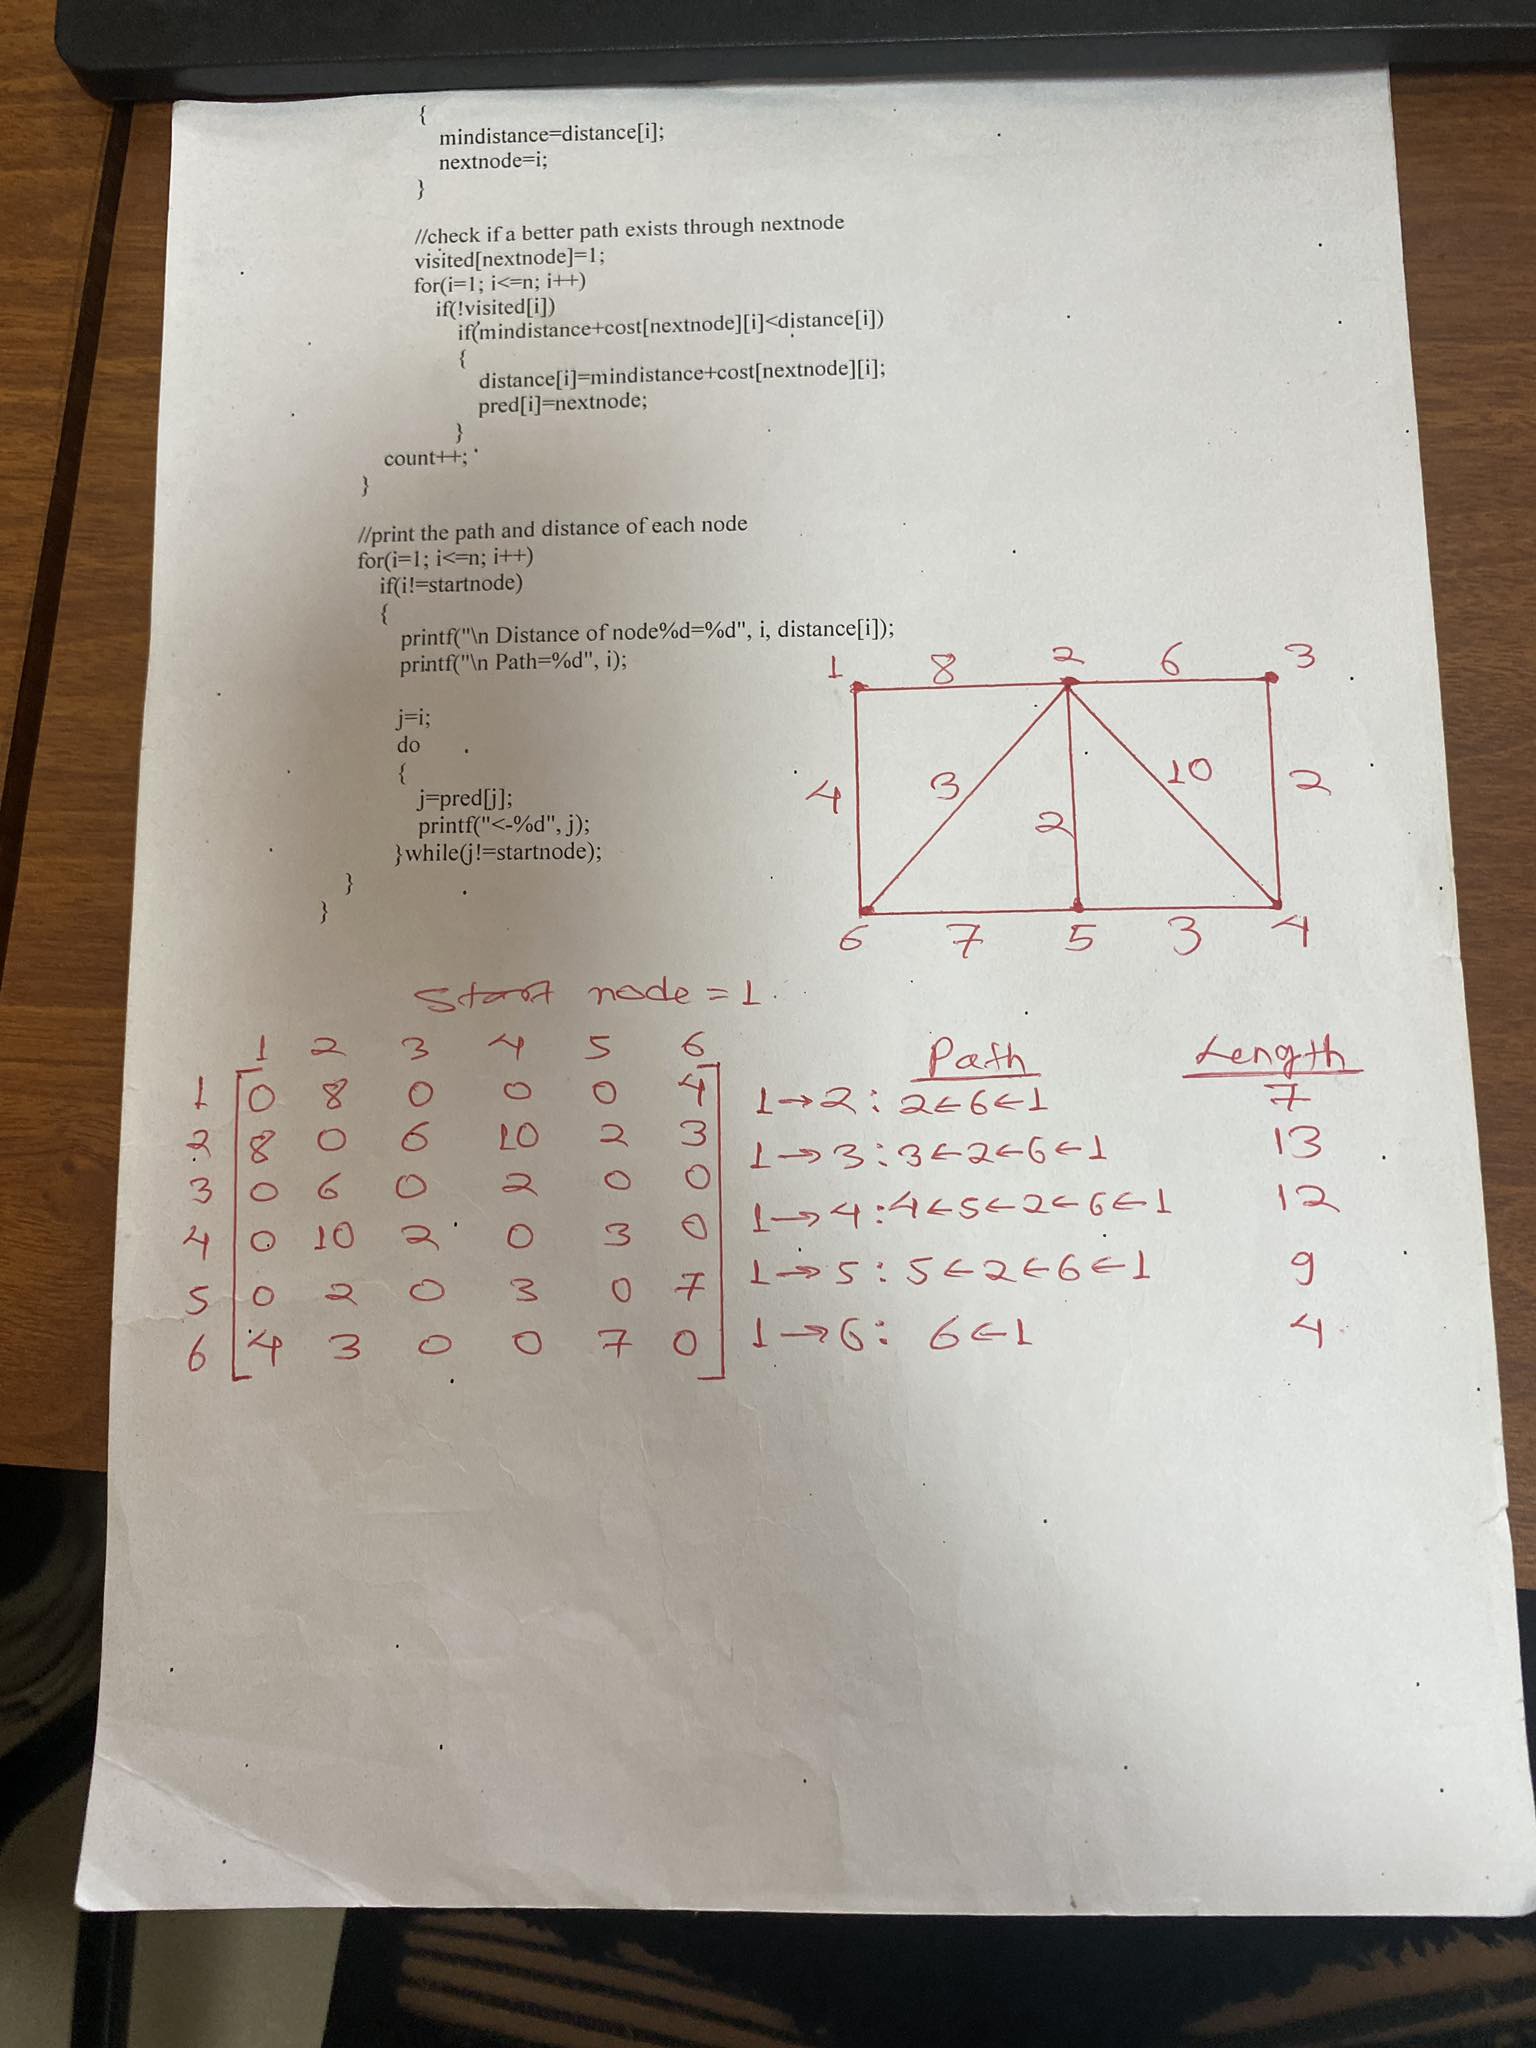 {
mindistance=distance[i];
nextnode=i;
}
//check if a better path exists through nextnode
visited[nextnode]=1;
for(i=1; i<=n; i++)
if(!visited[i])
if(mindistance+cost[nextnode][i]<distance[i])
{
distance[i]=mindistance+cost[nextnode][i];
pred[i]=nextnode;
}
count++;
}
//print the path and distance of each node
for(i=1; i<=n; i++)
if(i!=startnode)
{
printf("\n Distance of node%d=%d", i, distance[i]);
printf("\n Path=%d", i);
j=i;
do
{
j=pred[j];
printf("<-%d", j);
}while(j!=startnode);
}
}
1 8 2 6 3
4 3 2 10 2
6 7 5 3 4
Start node = 1.
1 2 3 4 5 6
1 0 8 0 0 0 4
2 8 0 6 10 2 3
3 0 6 0 2 0 0
4 0 10 2 0 3 0
5 0 2 0 3 0 7
6 4 3 0 0 7 0
Path Length
1→2: 2←6←1 7
1→3: 3←2←6←1 13
1→4: 4←5←2←6←1 12
1→5: 5←2←6←1 9
1→6: 6←1 4